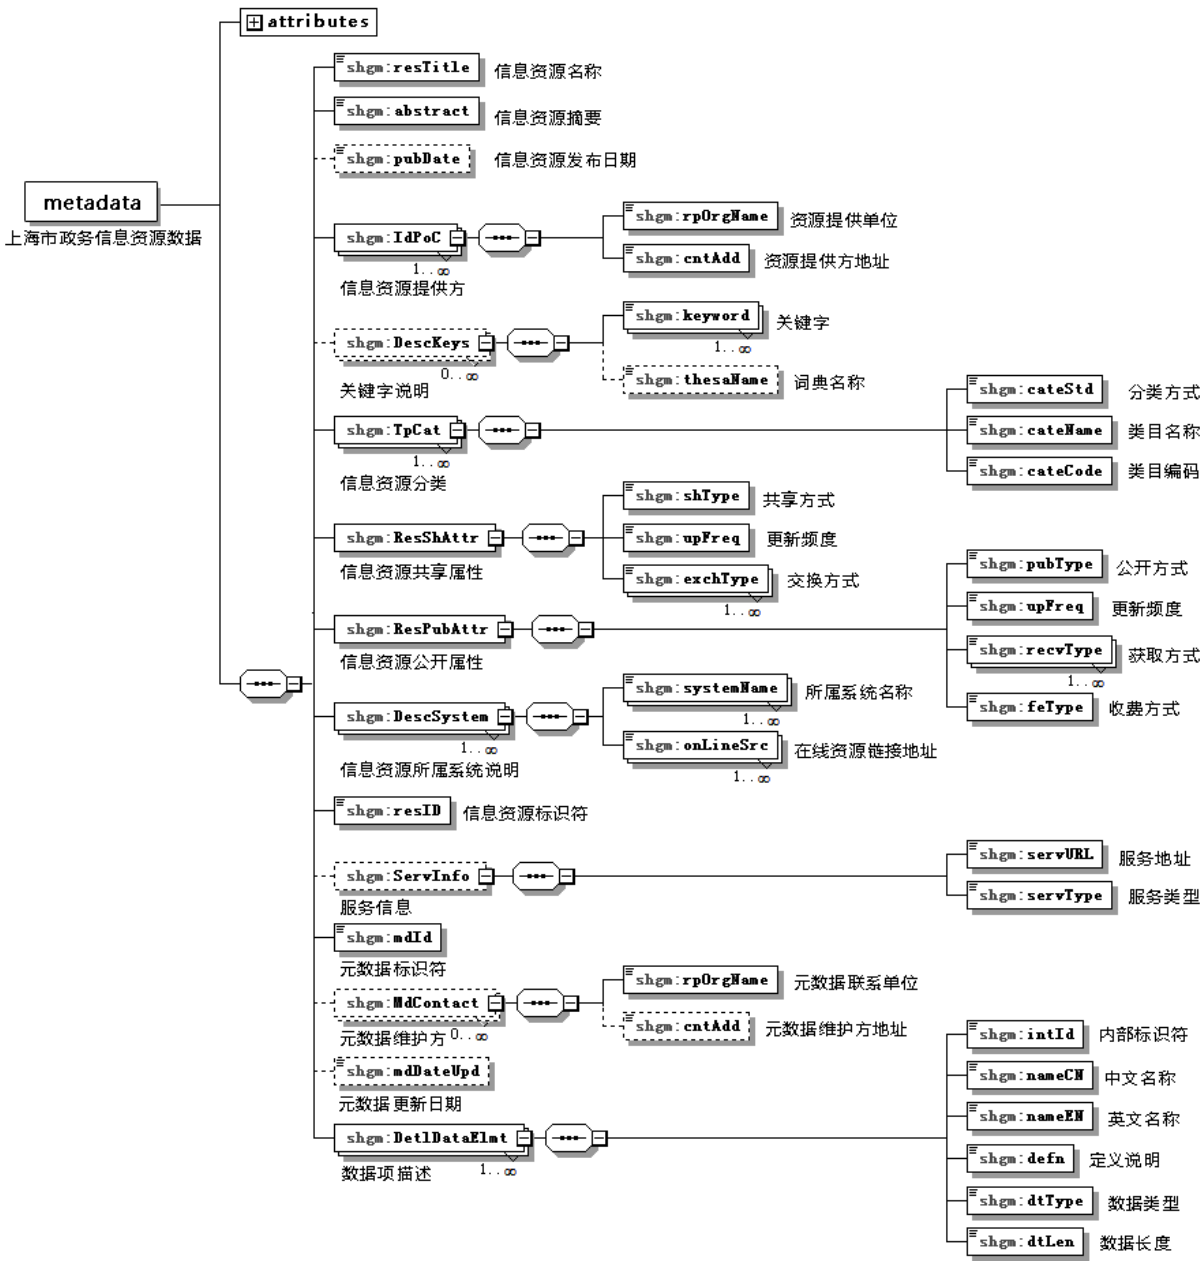 attributes
shgm:resTitle 信息资源名称
shgm:abstract 信息资源摘要
shgm:pubDate 信息资源发布日期
metadata
上海市政务信息资源数据
shgm:rpOrgName 资源提供单位
shgm:IdPoC
1..∞
信息资源提供方
shgm:cntAdd 资源提供方地址
shgm:keyword 关键字
1..∞
shgm:DescKeys
0..∞
关键字说明
shgm:thesaName 词典名称
shgm:cateStd 分类方式
shgm:TpCat
1..∞
信息资源分类
shgm:cateName 类目名称
shgm:cateCode 类目编码
shgm:shType 共享方式
shgm:ResShAttr
信息资源共享属性
shgm:upFreq 更新频度
shgm:exchType 交换方式
1..∞
shgm:pubType 公开方式
shgm:upFreq 更新频度
shgm:ResPubAttr
信息资源公开属性
shgm:recvType 获取方式
1..∞
shgm:feType 收费方式
shgm:systemName 所属系统名称
1..∞
shgm:DescSystem
1..∞
信息资源所属系统说明
shgm:onLineSrc 在线资源链接地址
1..∞
shgm:resID 信息资源标识符
shgm:servURL 服务地址
shgm:ServInfo
服务信息
shgm:servType 服务类型
shgm:mdId
元数据标识符
shgm:rpOrgName 元数据联系单位
shgm:MdContact
元数据维护方 0..∞
shgm:cntAdd 元数据维护方地址
shgm:mdDateUpd
元数据更新日期
shgm:intId 内部标识符
shgm:nameCN 中文名称
shgm:nameEN 英文名称
shgm:DetlDataElmt
数据项描述 1..∞
shgm:defn 定义说明
shgm:dtType 数据类型
shgm:dtLen 数据长度